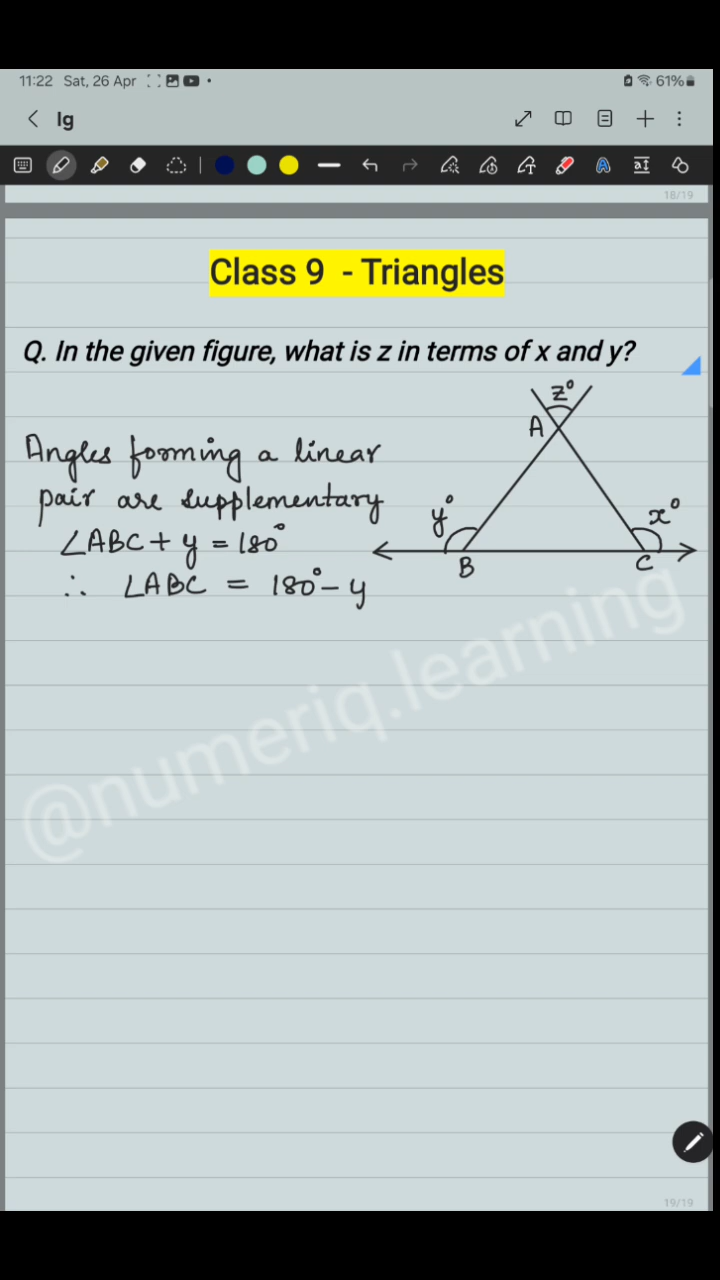 11:22 Sat, 26 Apr
61%
Ig
18/19
Class 9 - Triangles
Q. In the given figure, what is z in terms of x and y?
z°
A
Angles forming a linear
pair are supplementary
y°
x°
∠ABC + y = 180°
B
C
∴ ∠ABC = 180° - y
@numeriq.learning
19/19